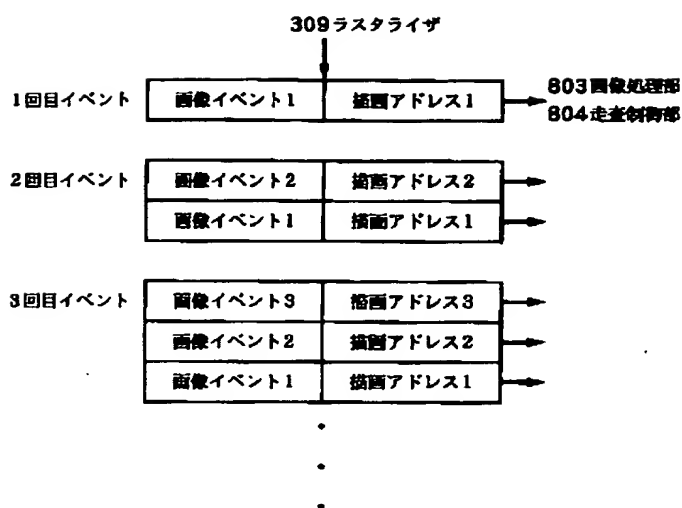 309ラスタライザ
1回目イベント 画像イベント1 描画アドレス1 803画像処理部
804走査制御部
2回目イベント 画像イベント2 描画アドレス2
画像イベント1 描画アドレス1
3回目イベント 画像イベント3 描画アドレス3
画像イベント2 描画アドレス2
画像イベント1 描画アドレス1